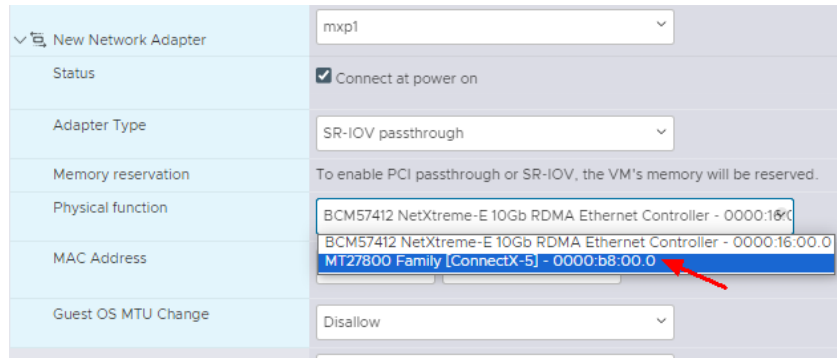 mxp1
New Network Adapter
Status
Connect at power on
Adapter Type
SR-IOV passthrough
Memory reservation
To enable PCI passthrough or SR-IOV, the VM's memory will be reserved.
Physical function
BCM57412 NetXtreme-E 10Gb RDMA Ethernet Controller -
BCM57412 NetXtreme-E 10Gb RDMA Ethernet Controller - 0000:16:00.0
MAC Address
MT27800 Family [ConnectX-5] - 0000:b8:00.0
Guest OS MTU Change
Disallow